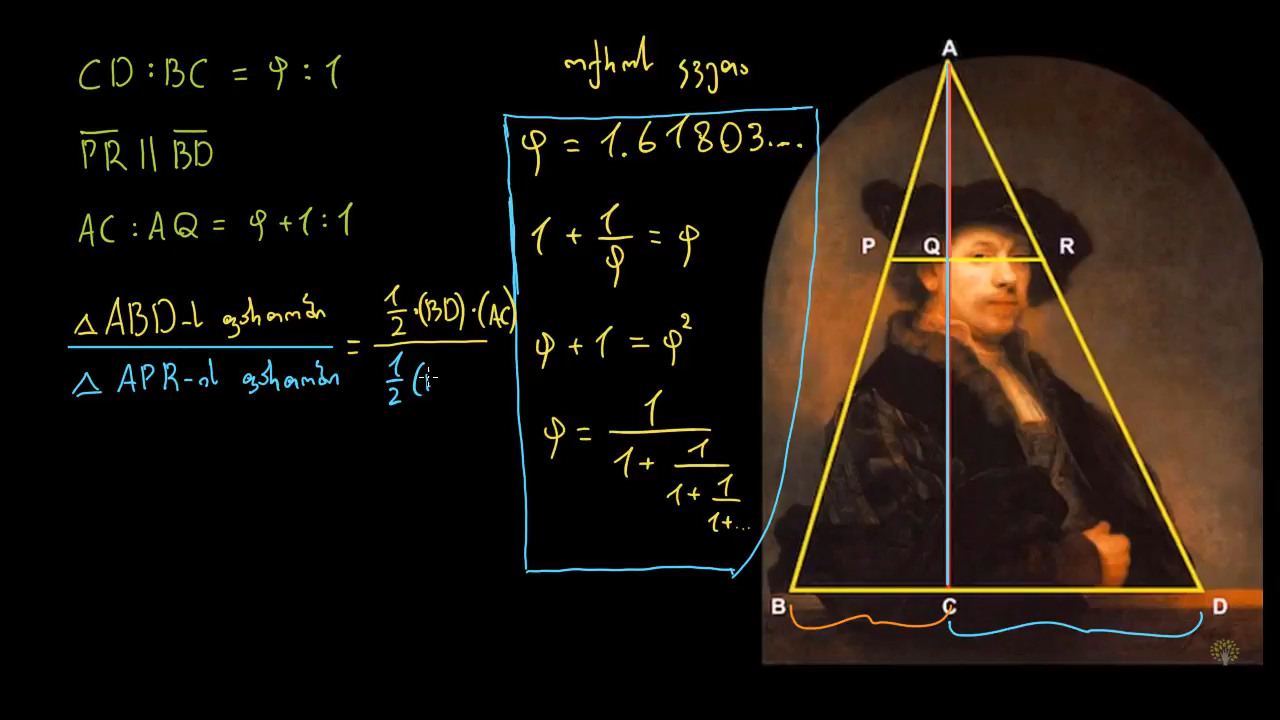 CD : BC = φ : 1
PR || BD
AC : AQ = φ + 1 : 1
△ ABD-ს ფართობი / △ APR-ის ფართობი = 1/2 · (BD) · (AC) / 1/2 (
ოქროს კვეთა
φ = 1.61803...
1 + 1/φ = φ
φ + 1 = φ²
φ = 1 / 1 + 1 / 1 + 1 / 1 + ...
A
P Q R
B C D